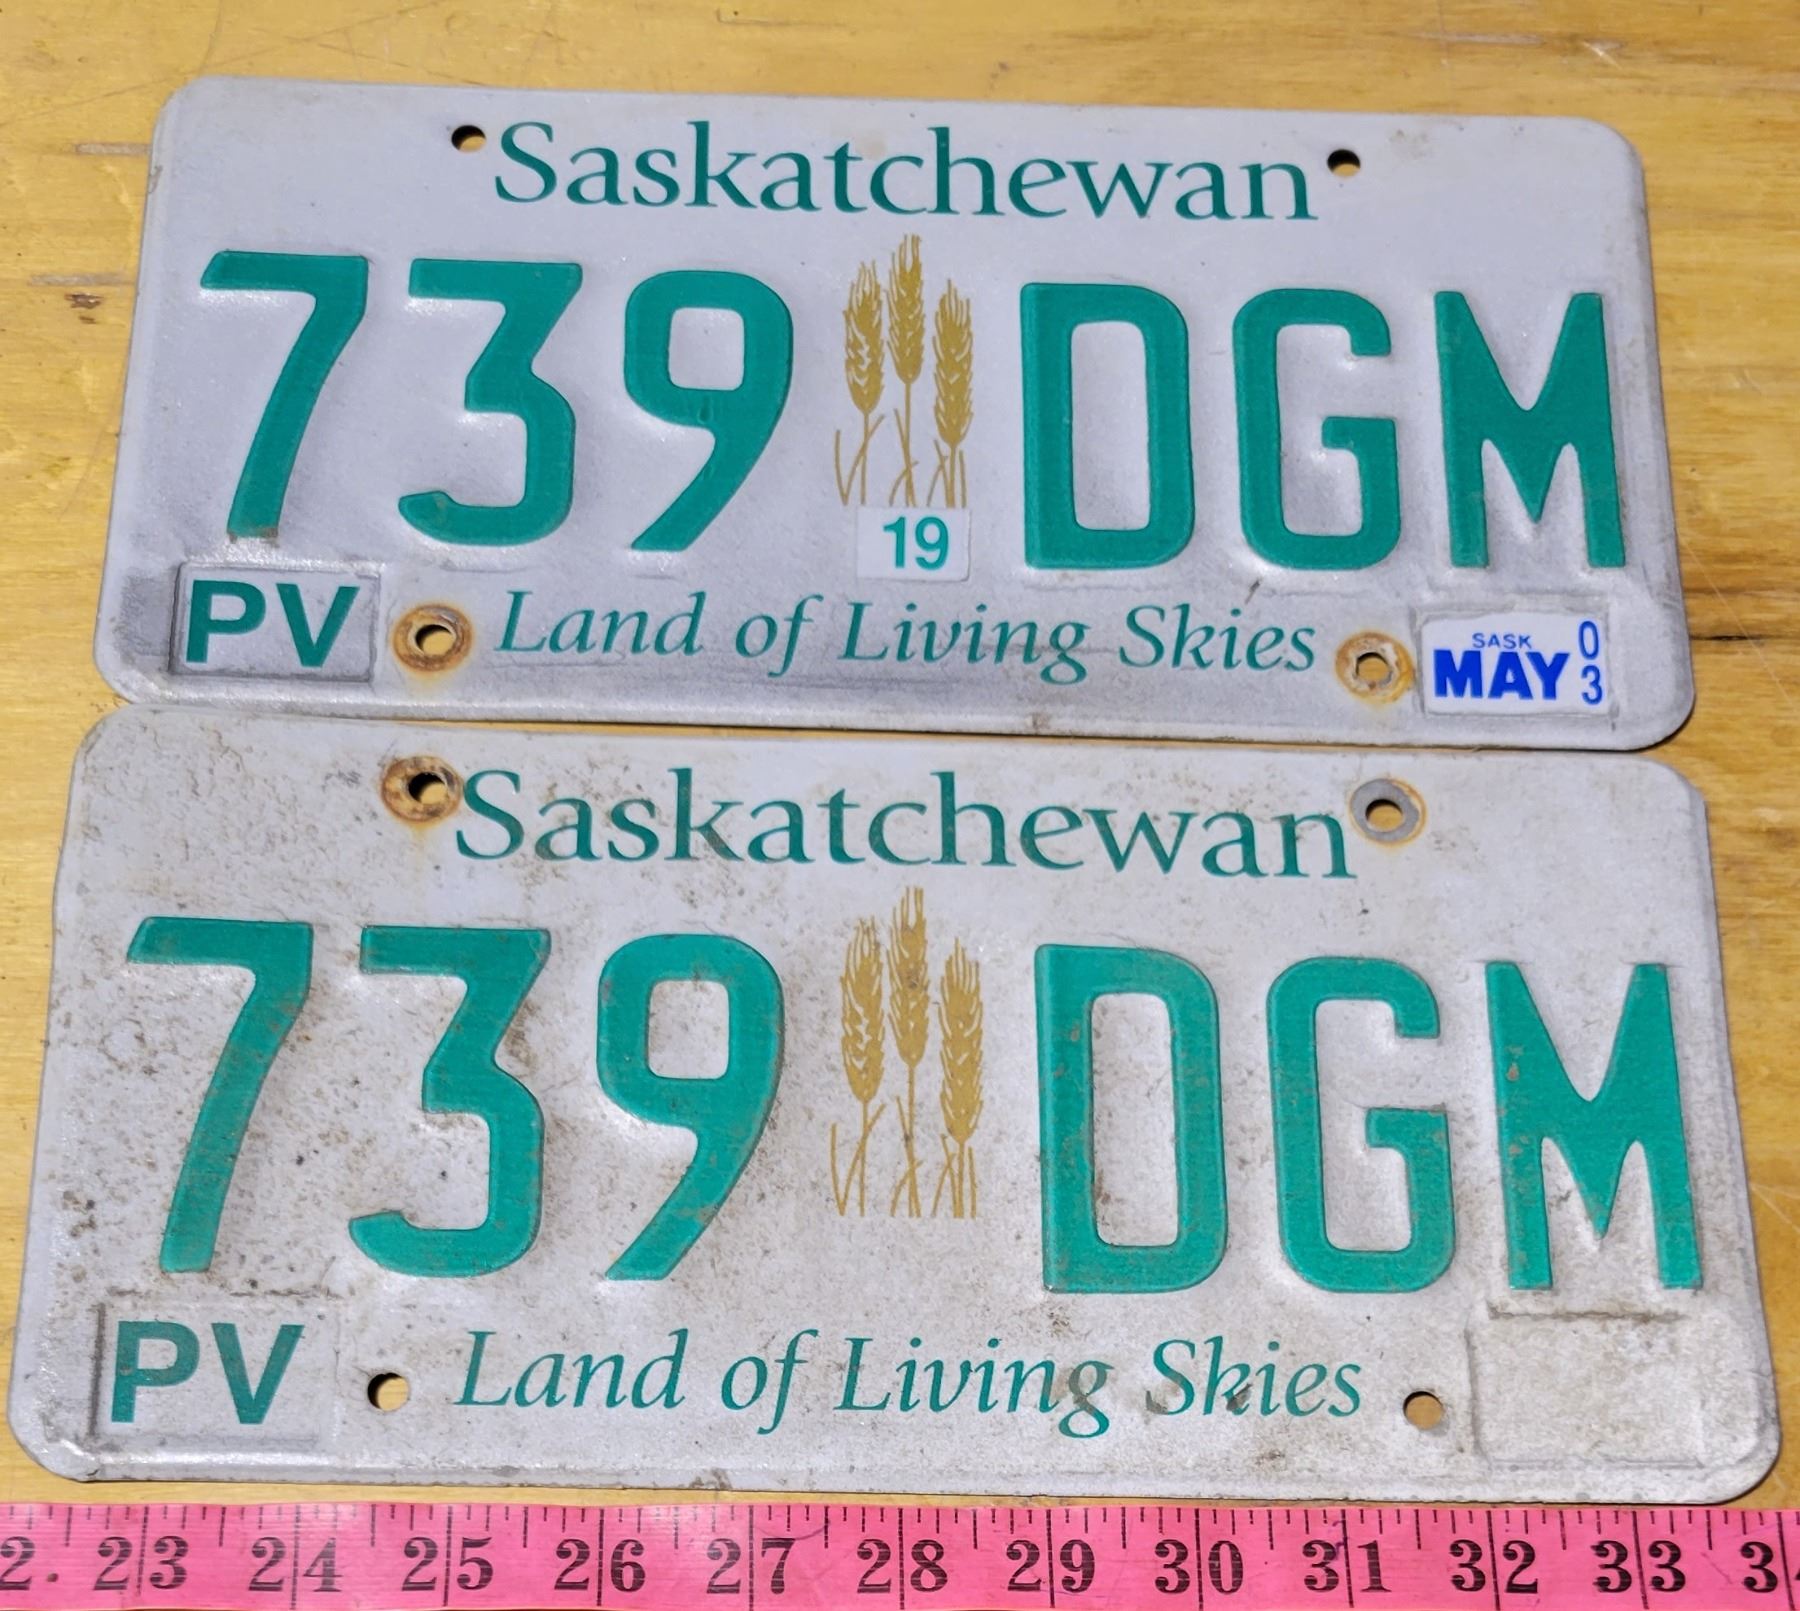 Saskatchewan
739 DGM
19
PV Land of Living Skies SASK MAY 03
Saskatchewan
739 DGM
PV Land of Living Skies
2 23 24 25 26 27 28 29 30 31 32 33 3